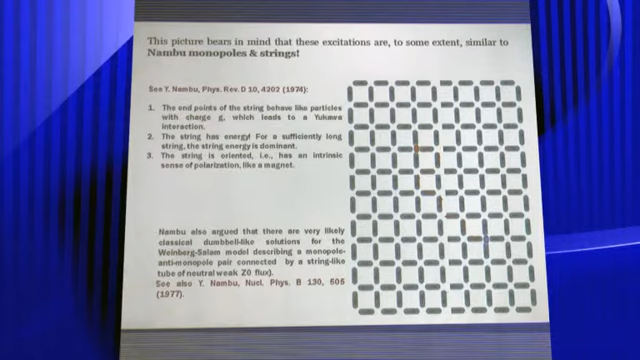 This picture bears in mind that these excitations are, to some extent, similar to
Nambu monopoles & strings!
See Y. Nambu, Phys. Rev. D 10, 4262 (1974):
1. The end points of the string behave like particles
with charge g, which leads to a Yukawa
interaction.
2. The string has energy! For a sufficiently long
string, the string energy is dominant.
3. The string is oriented, i.e., has an intrinsic
sense of polarization, like a magnet.
Nambu also argued that there are very likely
classical dumbbell-like solutions for the
Weinberg-Salam model describing a monopole-
anti-monopole pair connected by a string-like
tube of neutral weak Z0 flux).
See also Y. Nambu, Nucl. Phys. B 130, 505
(1977).